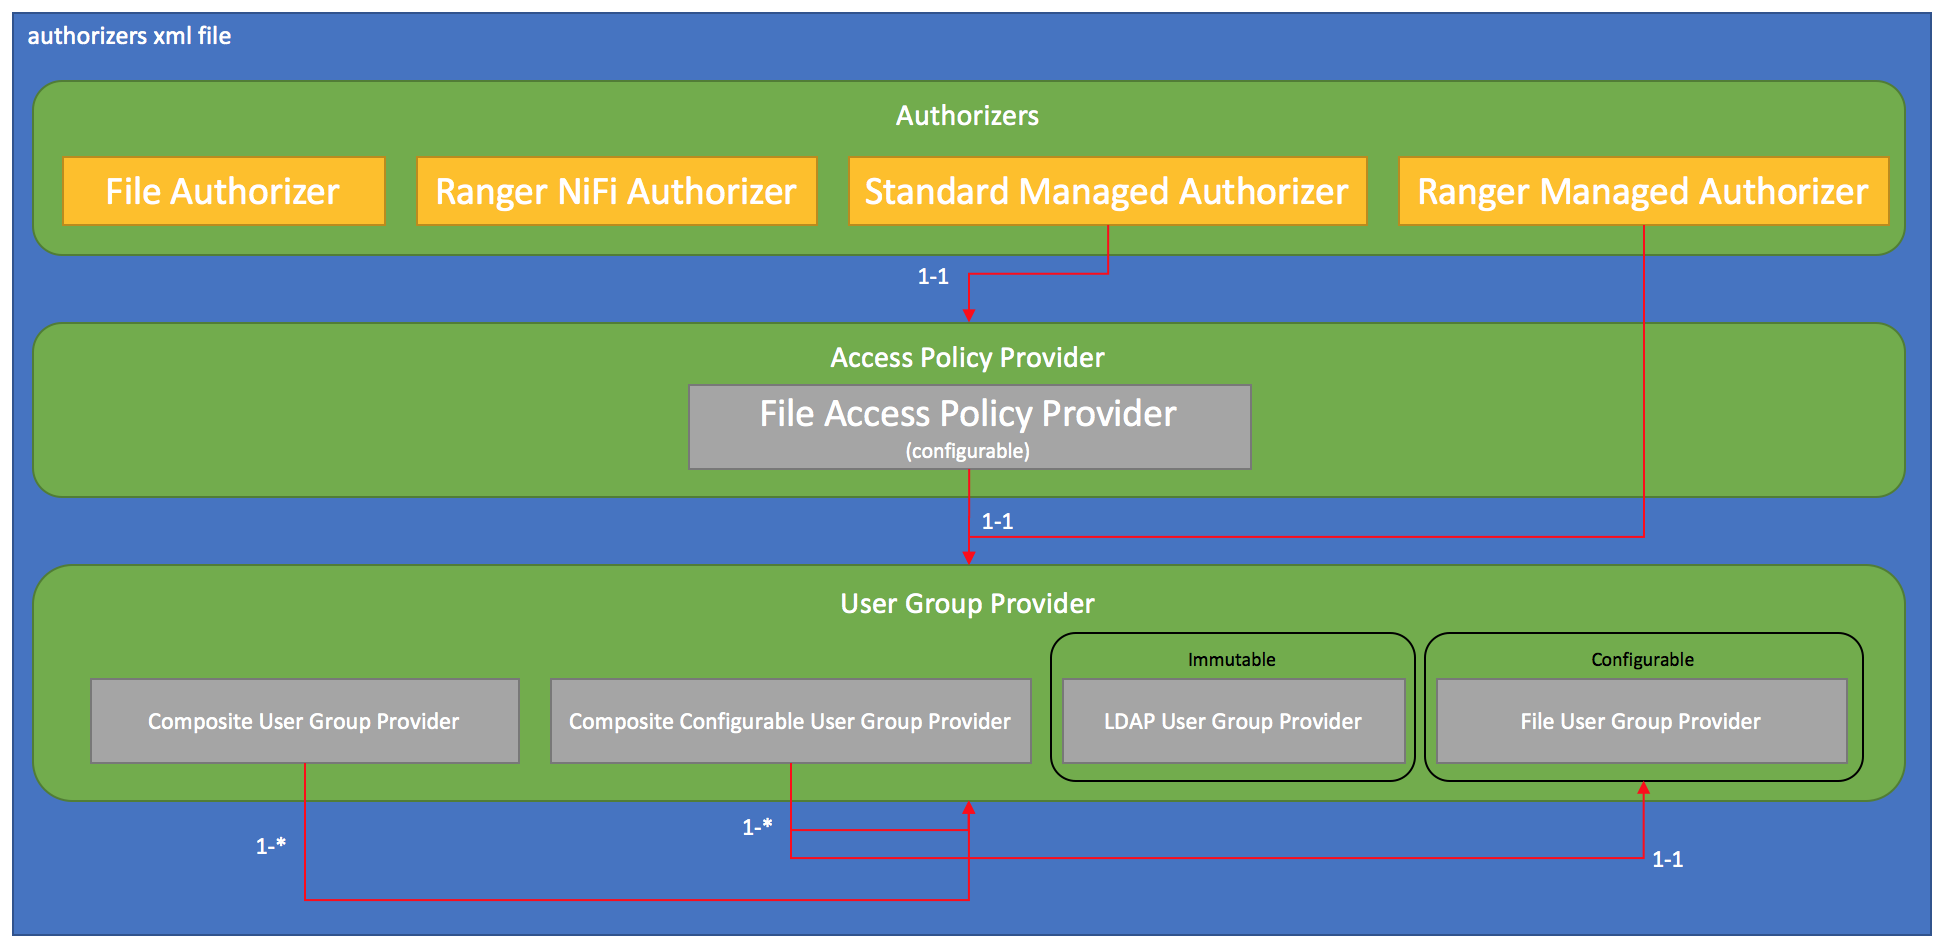 authorizers xml file
Authorizers
File Authorizer
Ranger NiFi Authorizer
Standard Managed Authorizer
Ranger Managed Authorizer
1-1
Access Policy Provider
File Access Policy Provider
(configurable)
1-1
User Group Provider
Immutable
Configurable
Composite User Group Provider
Composite Configurable User Group Provider
LDAP User Group Provider
File User Group Provider
1-*
1-*
1-1